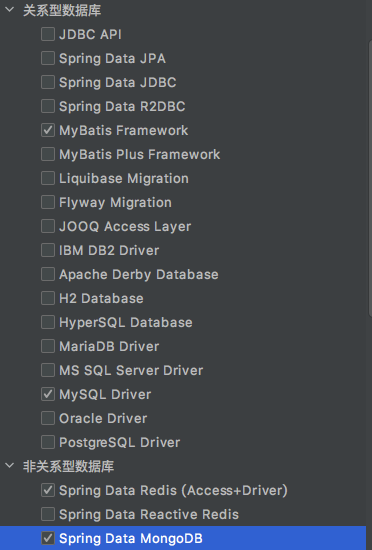 关系型数据库
JDBC API
Spring Data JPA
Spring Data JDBC
Spring Data R2DBC
MyBatis Framework
MyBatis Plus Framework
Liquibase Migration
Flyway Migration
JOOQ Access Layer
IBM DB2 Driver
Apache Derby Database
H2 Database
HyperSQL Database
MariaDB Driver
MS SQL Server Driver
MySQL Driver
Oracle Driver
PostgreSQL Driver
非关系型数据库
Spring Data Redis (Access+Driver)
Spring Data Reactive Redis
Spring Data MongoDB